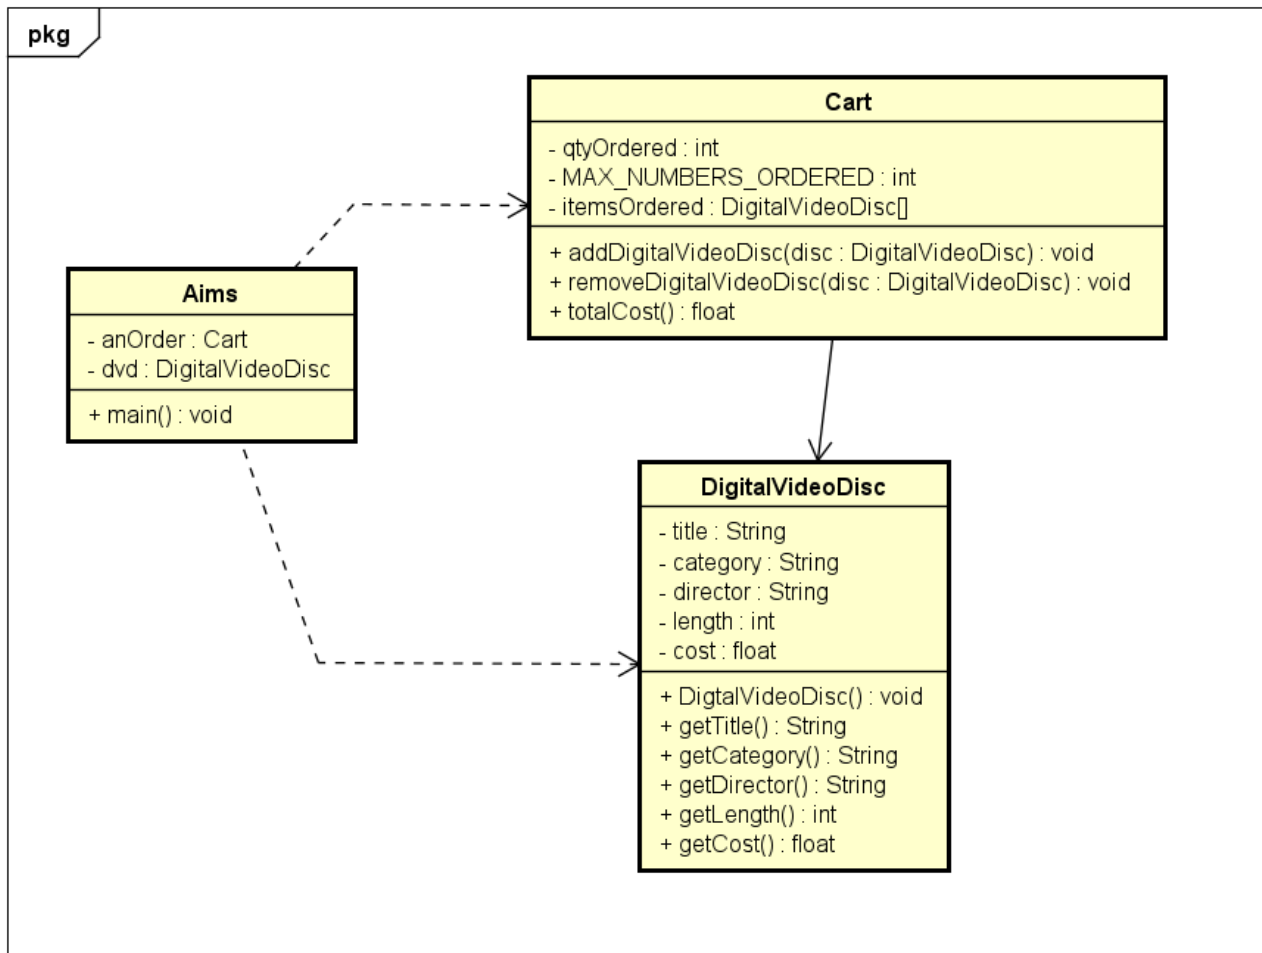 pkg
Cart
- qtyOrdered : int
- MAX_NUMBERS_ORDERED : int
- itemsOrdered : DigitalVideoDisc[]
+ addDigitalVideoDisc(disc : DigitalVideoDisc) : void
+ removeDigitalVideoDisc(disc : DigitalVideoDisc) : void
+ totalCost() : float
Aims
- anOrder : Cart
- dvd : DigitalVideoDisc
+ main() : void
DigitalVideoDisc
- title : String
- category : String
- director : String
- length : int
- cost : float
+ DigtalVideoDisc() : void
+ getTitle() : String
+ getCategory() : String
+ getDirector() : String
+ getLength() : int
+ getCost() : float